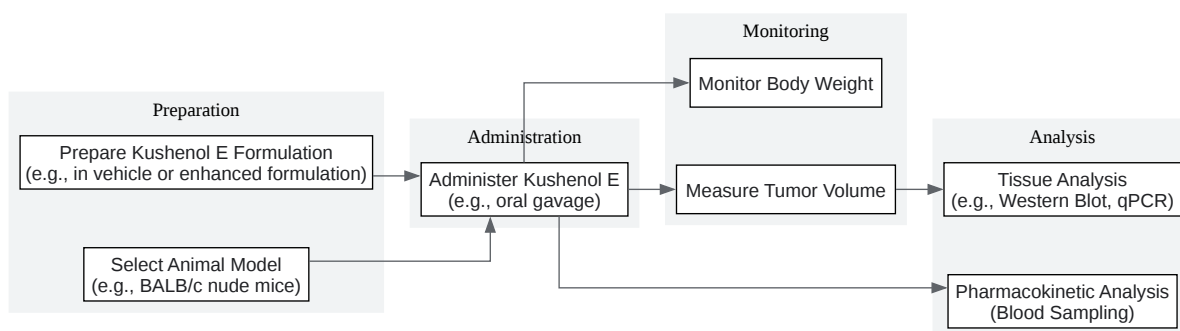 Preparation
Prepare Kushenol E Formulation
(e.g., in vehicle or enhanced formulation)
Select Animal Model
(e.g., BALB/c nude mice)
Administration
Administer Kushenol E
(e.g., oral gavage)
Monitoring
Monitor Body Weight
Measure Tumor Volume
Analysis
Tissue Analysis
(e.g., Western Blot, qPCR)
Pharmacokinetic Analysis
(Blood Sampling)